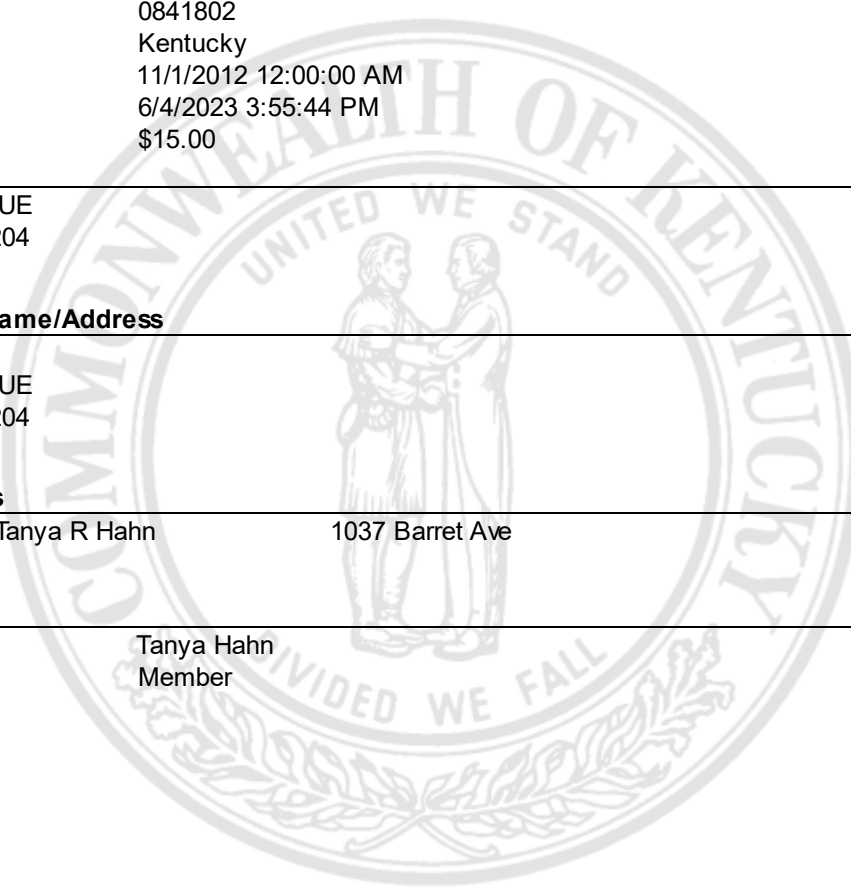 0841802
Kentucky
11/1/2012 12:00:00 AM
6/4/2023 3:55:44 PM
$15.00
UE
204
ame/Address
UE
204
s
Tanya R Hahn 1037 Barret Ave
Tanya Hahn
Member
COMMONWEALTH OF KENTUCKY
UNITED WE STAND
DIVIDED WE FALL